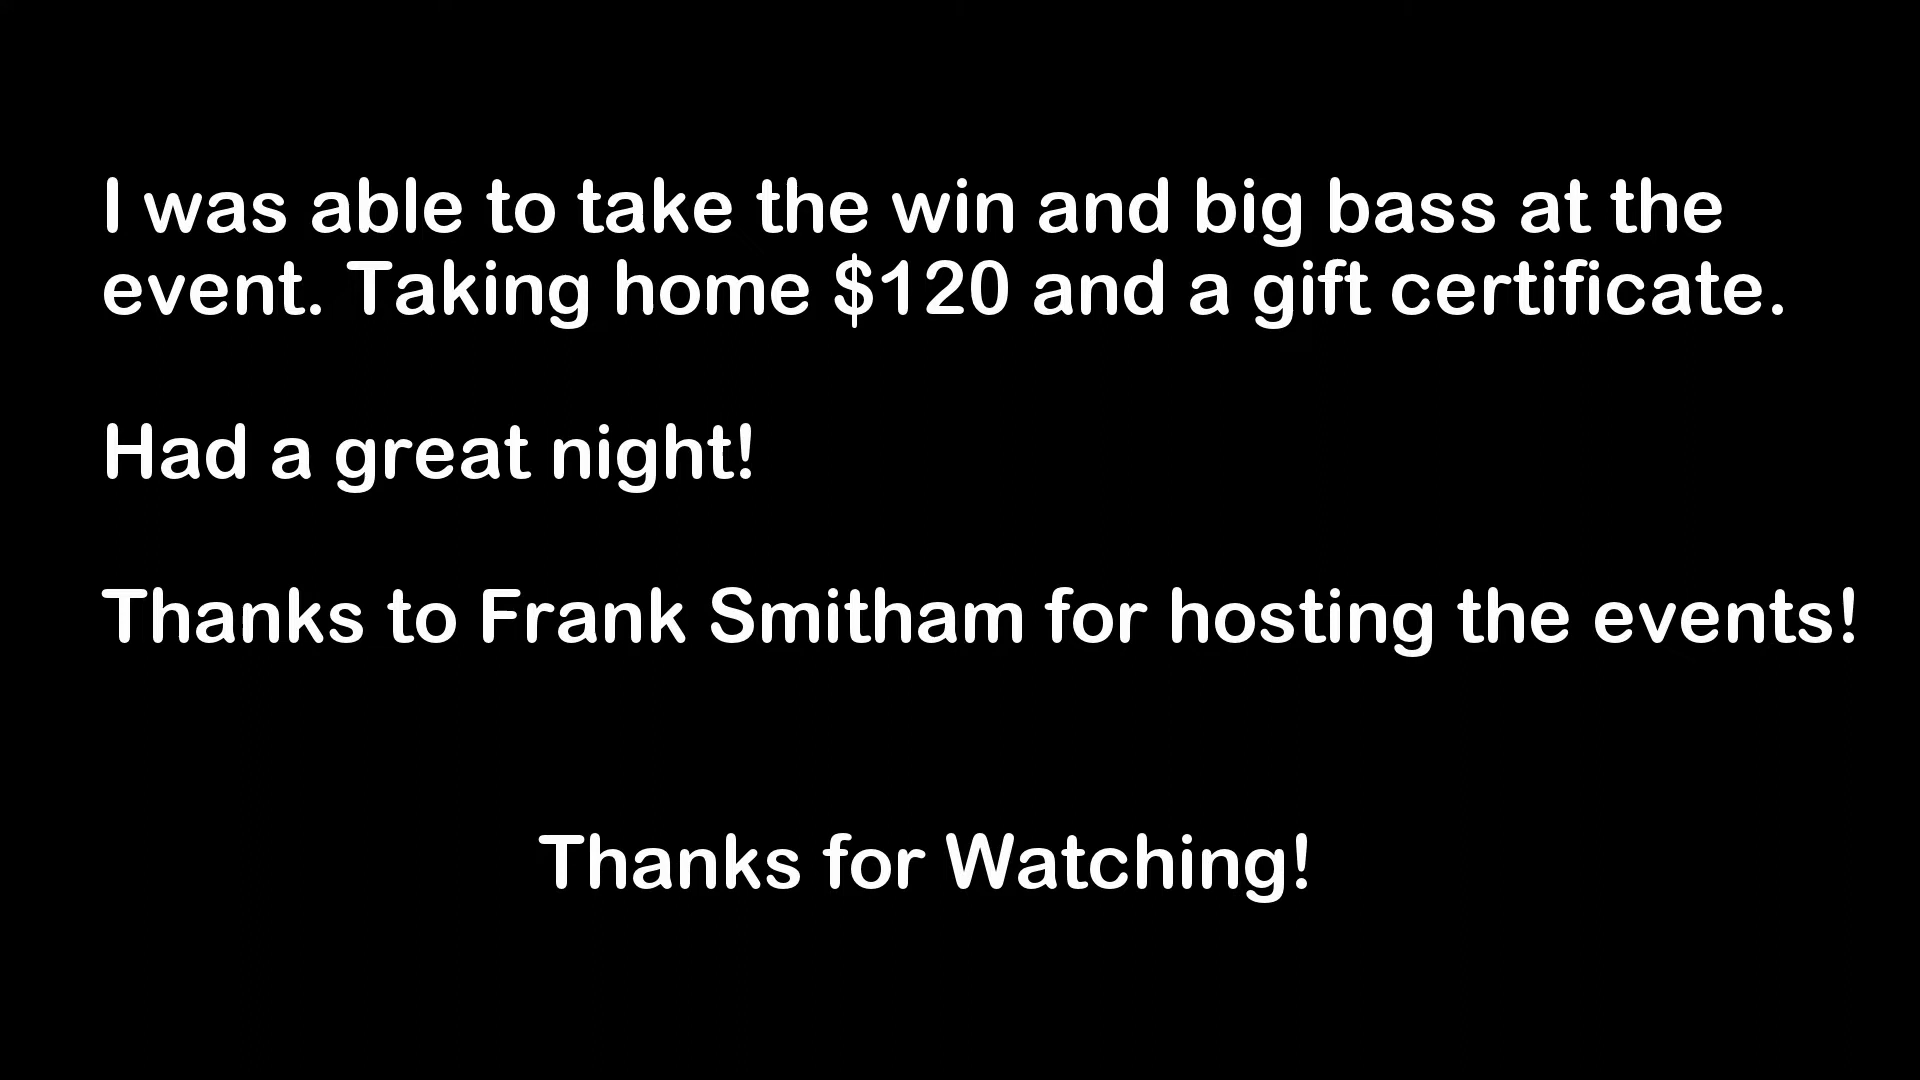 I was able to take the win and big bass at the
event. Taking home $120 and a gift certificate.
Had a great night!
Thanks to Frank Smitham for hosting the events!
Thanks for Watching!